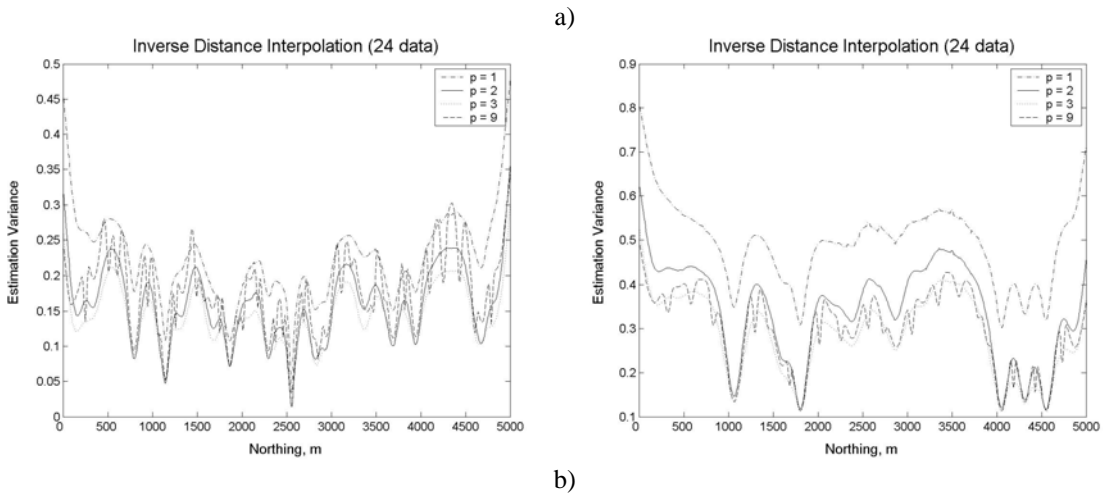 a)
Inverse Distance Interpolation (24 data)
0.5
0.45
0.4
0.35
0.3
0.25
0.2
0.15
0.1
0.05
0
Estimation Variance
p = 1
p = 2
p = 3
p = 9
0 500 1000 1500 2000 2500 3000 3500 4000 4500 5000
Northing, m
Inverse Distance Interpolation (24 data)
0.9
0.8
0.7
0.6
0.5
0.4
0.3
0.2
0.1
Estimation Variance
p = 1
p = 2
p = 3
p = 9
0 500 1000 1500 2000 2500 3000 3500 4000 4500 5000
Northing, m
b)